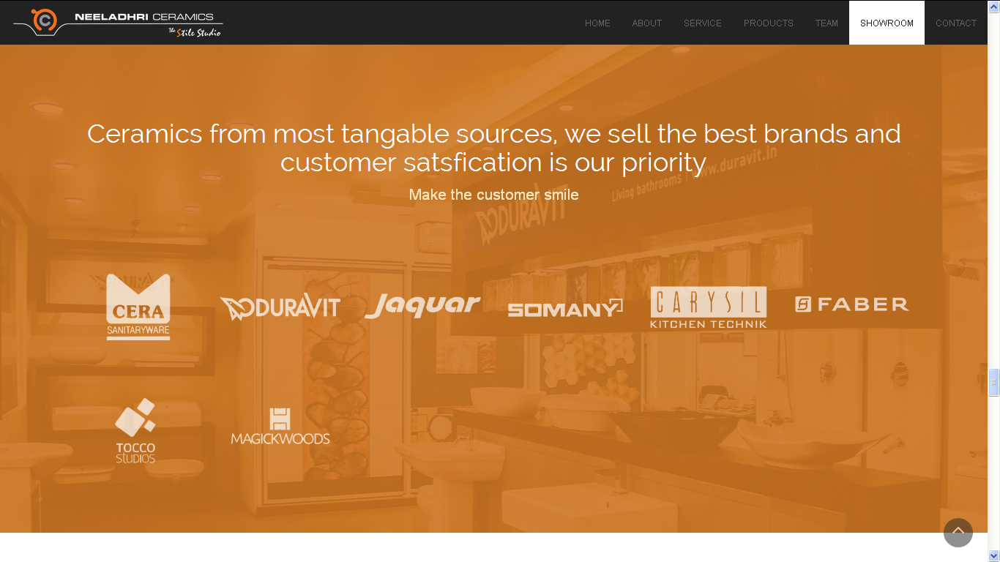 NEELADHRI CERAMICS
The Stile Studio
HOME
ABOUT
SERVICE
PRODUCTS
TEAM
SHOWROOM
CONTACT
Ceramics from most tangable sources, we sell the best brands and
customer satsfication is our priority
Make the customer smile
Living bathrooms | www.duravit.in
DURAVIT
DURA
CERA
SANITARYWARE
DURAVIT
Jaquar
SOMANY
CARYSIL
KITCHEN TECHNIK
FABER
TOCCO
STUDIOS
MAGICKWOODS